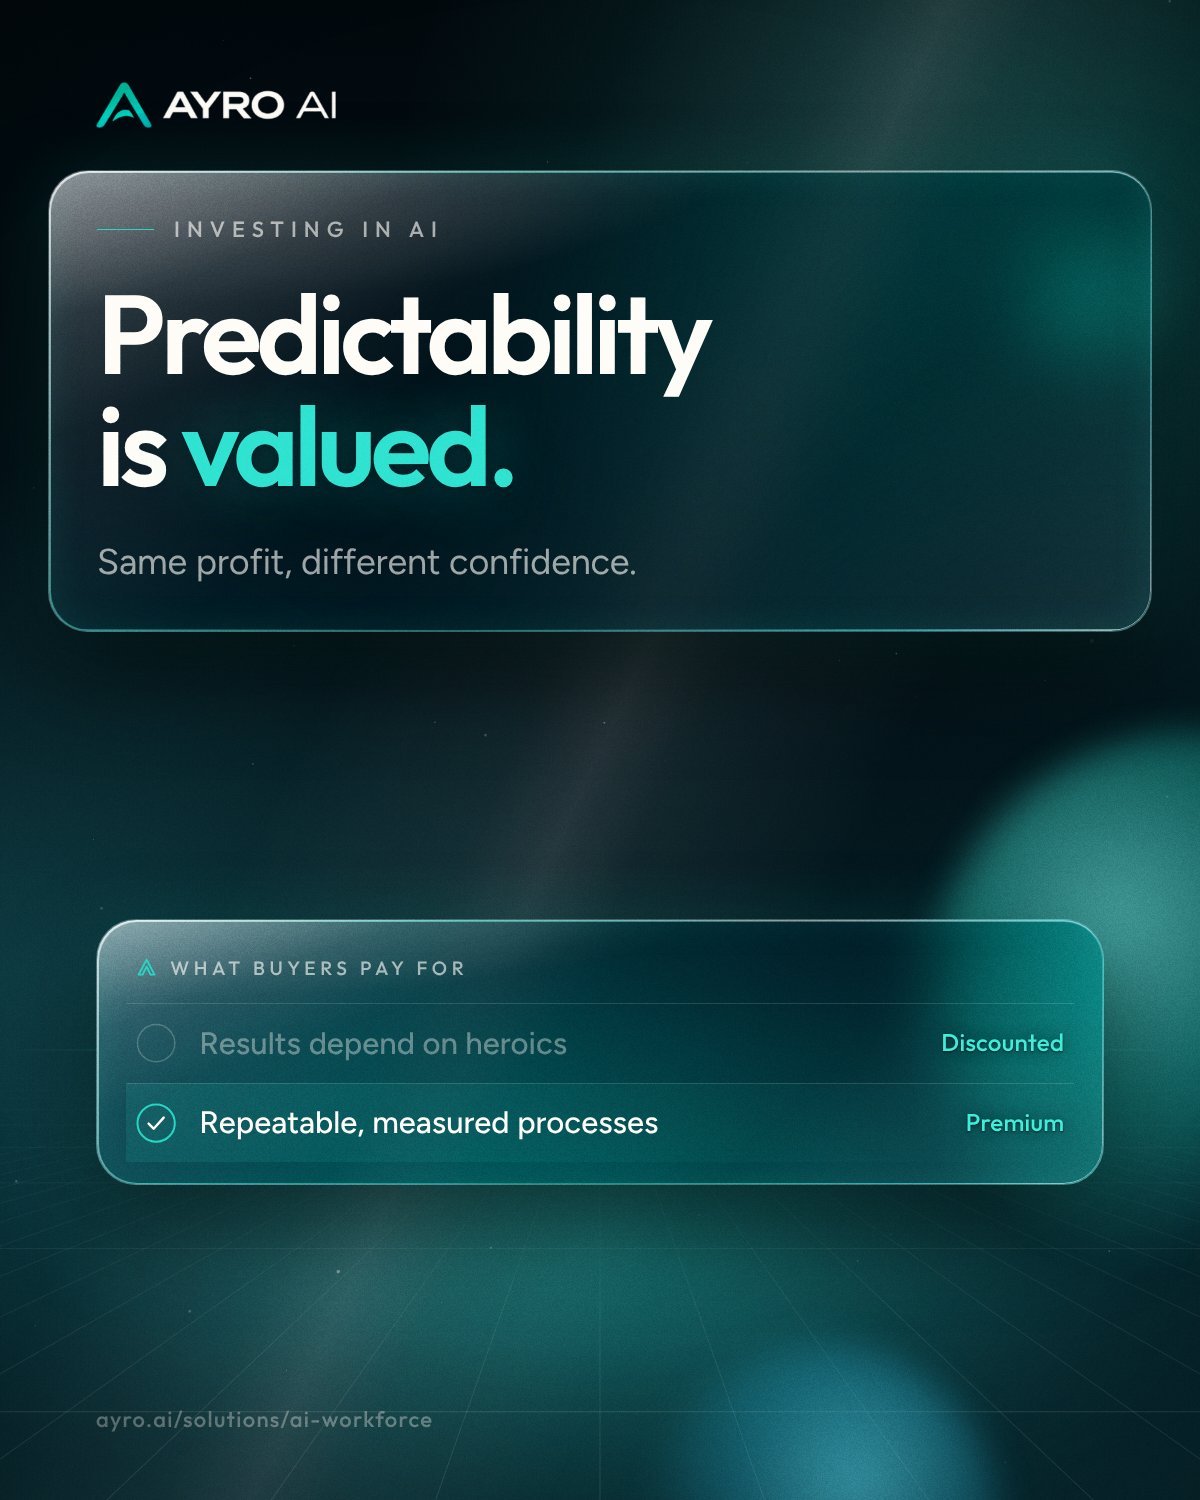 AYRO AI
INVESTING IN AI
Predictability
is valued.
Same profit, different confidence.
WHAT BUYERS PAY FOR
Results depend on heroics
Discounted
Repeatable, measured processes
Premium
ayro.ai/solutions/ai-workforce